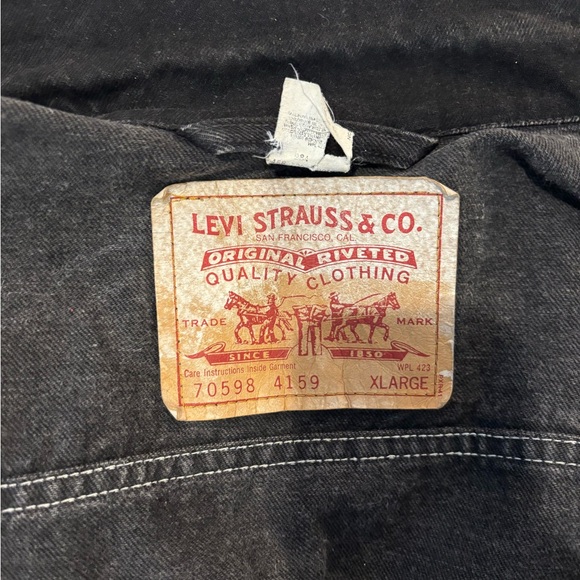 LEVI STRAUSS & CO.
SAN FRANCISCO, CAL.
ORIGINAL RIVETED
QUALITY CLOTHING
TRADE MARK
SINCE 1850
Care Instructions Inside Garment WPL 423
70598 4159 XLARGE